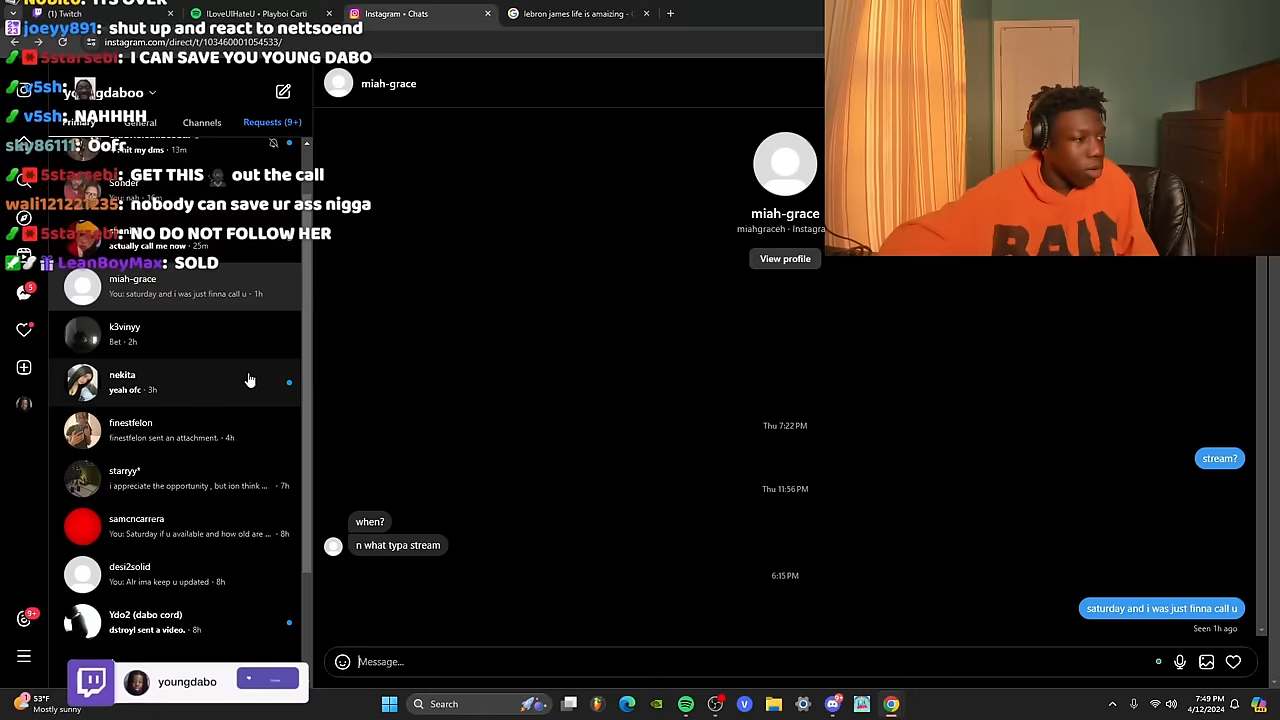 (1) Twitch
ILoveUIHateU • Playboi Carti
Instagram • Chats
lebron james life is amaizing -
instagram.com/direct/t/103460001054533/
joeyy891: shut up and react to nettsoend
5starsebi: I CAN SAVE YOU YOUNG DABO
v5sh:
v5sh: NAHHHH
sky86111: Oofr
5starsebi: GET THIS out the call
wali121221235: nobody can save ur ass nigga
5starsebi: NO DO NOT FOLLOW HER
LeanBoyMax: SOLD
Primary
General
Channels
Requests (9+)
hit my dms · 13m
actually call me now · 25m
miah-grace
You: saturday and i was just finna call u · 1h
k3vinyy
Bet · 2h
nekita
yeah ofc · 3h
finestfelon
finestfelon sent an attachment. · 4h
starryy*
i appreciate the opportunity , but ion think ... · 7h
samcncarrera
You: Saturday if u available and how old are ... · 8h
desi2solid
You: Alr ima keep u updated · 8h
Ydo2 (dabo cord)
dstroyl sent a video. · 8h
5
9+
miah-grace
miah-grace
miahgraceh · Instagra
View profile
Thu 7:22 PM
stream?
Thu 11:56 PM
when?
n what typa stream
6:15 PM
saturday and i was just finna call u
Seen 1h ago
Message...
youngdabo
53°F
Mostly sunny
Search
7:49 PM
4/12/2024